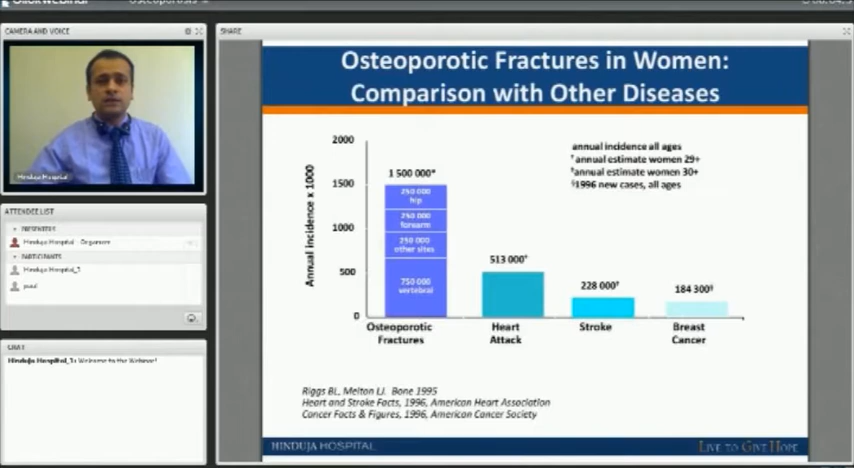 CAMERA AND VOICE
Hinduja Hospital
ATTENDEE LIST
PRESENTERS
Hinduja Hospital - Organizer
PARTICIPANTS
Hinduja Hospital_1
paul
CHAT
Hinduja Hospital_1: Welcome to the Webinar!
SHARE
Osteoporotic Fractures in Women:
Comparison with Other Diseases
Annual incidence x 1000
2000
1500
1000
500
0
1 500 000*
250 000
hip
250 000
forearm
250 000
other sites
750 000
vertebral
513 000†
228 000†
184 300§
Osteoporotic
Fractures
Heart
Attack
Stroke
Breast
Cancer
annual incidence all ages
† annual estimate women 29+
† annual estimate women 30+
§1996 new cases, all ages
Riggs BL, Melton LJ. Bone 1995
Heart and Stroke Facts, 1996, American Heart Association
Cancer Facts & Figures, 1996, American Cancer Society
HINDUJA HOSPITAL
LIVE TO GIVE HOPE